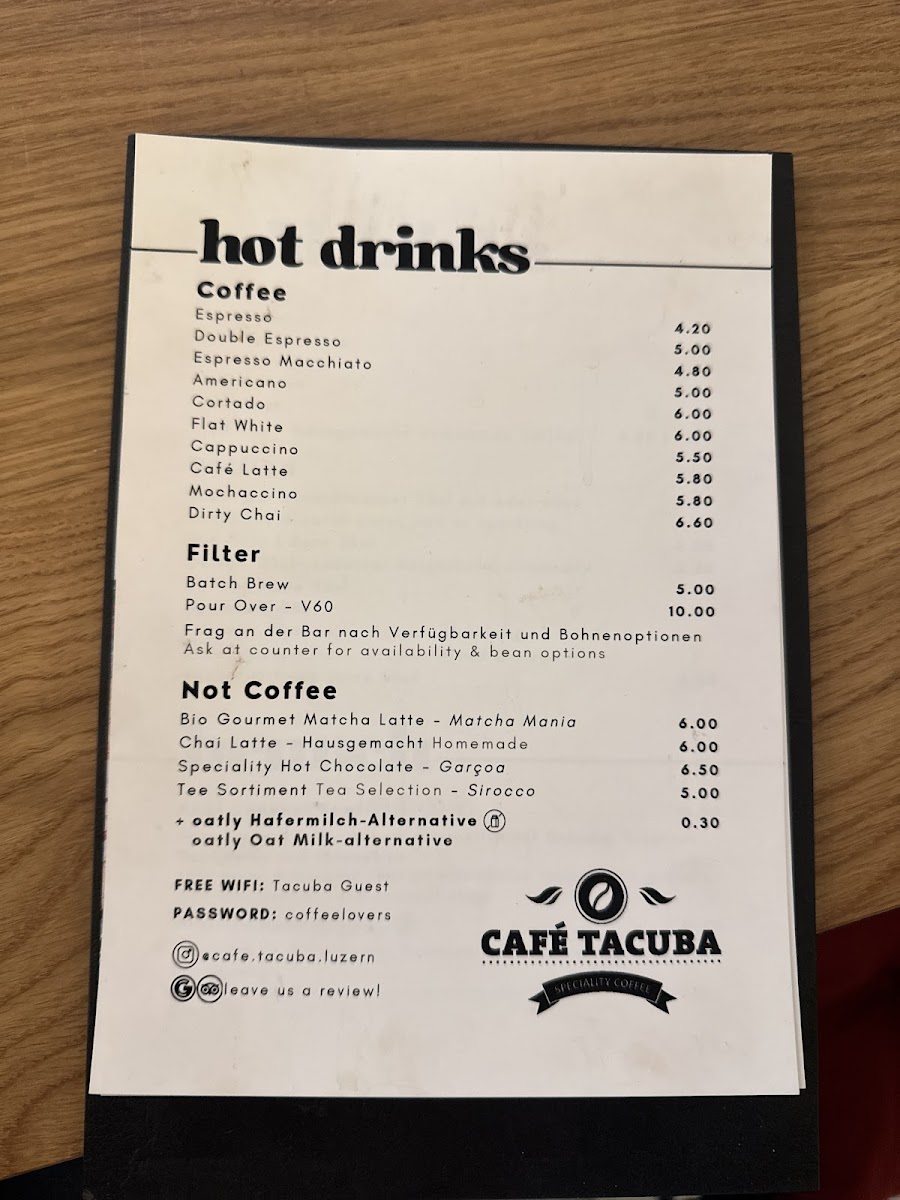 hot drinks
Coffee
Espresso 4.20
Double Espresso 5.00
Espresso Macchiato 4.80
Americano 5.00
Cortado 6.00
Flat White 6.00
Cappuccino 5.50
Café Latte 5.80
Mochaccino 5.80
Dirty Chai 6.60
Filter
Batch Brew 5.00
Pour Over - V60 10.00
Frag an der Bar nach Verfügbarkeit und Bohnenoptionen
Ask at counter for availability & bean options
Not Coffee
Bio Gourmet Matcha Latte - Matcha Mania 6.00
Chai Latte - Hausgemacht Homemade 6.00
Speciality Hot Chocolate - Garçoa 6.50
Tee Sortiment Tea Selection - Sirocco 5.00
+ oatly Hafermilch-Alternative 0.30
oatly Oat Milk-alternative
FREE WIFI: Tacuba Guest
PASSWORD: coffeelovers
@cafe.tacuba.luzern
G leave us a review!
CAFÉ TACUBA
SPECIALITY COFFEE